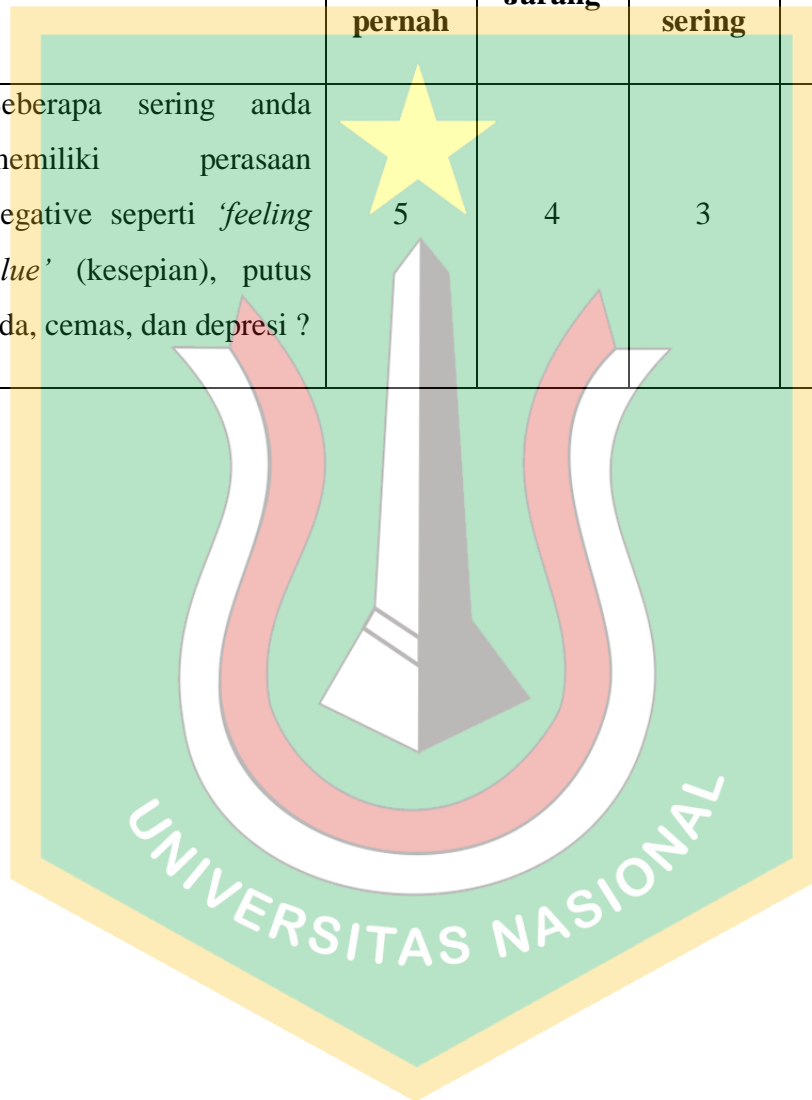 Jarang
pernah sering
eberapa sering anda
nemiliki perasaan
egative seperti ‘feeling
lue’ (kesepian), putus
da, cemas, dan depresi ?
5 4 3
UNIVERSITAS NASIONAL